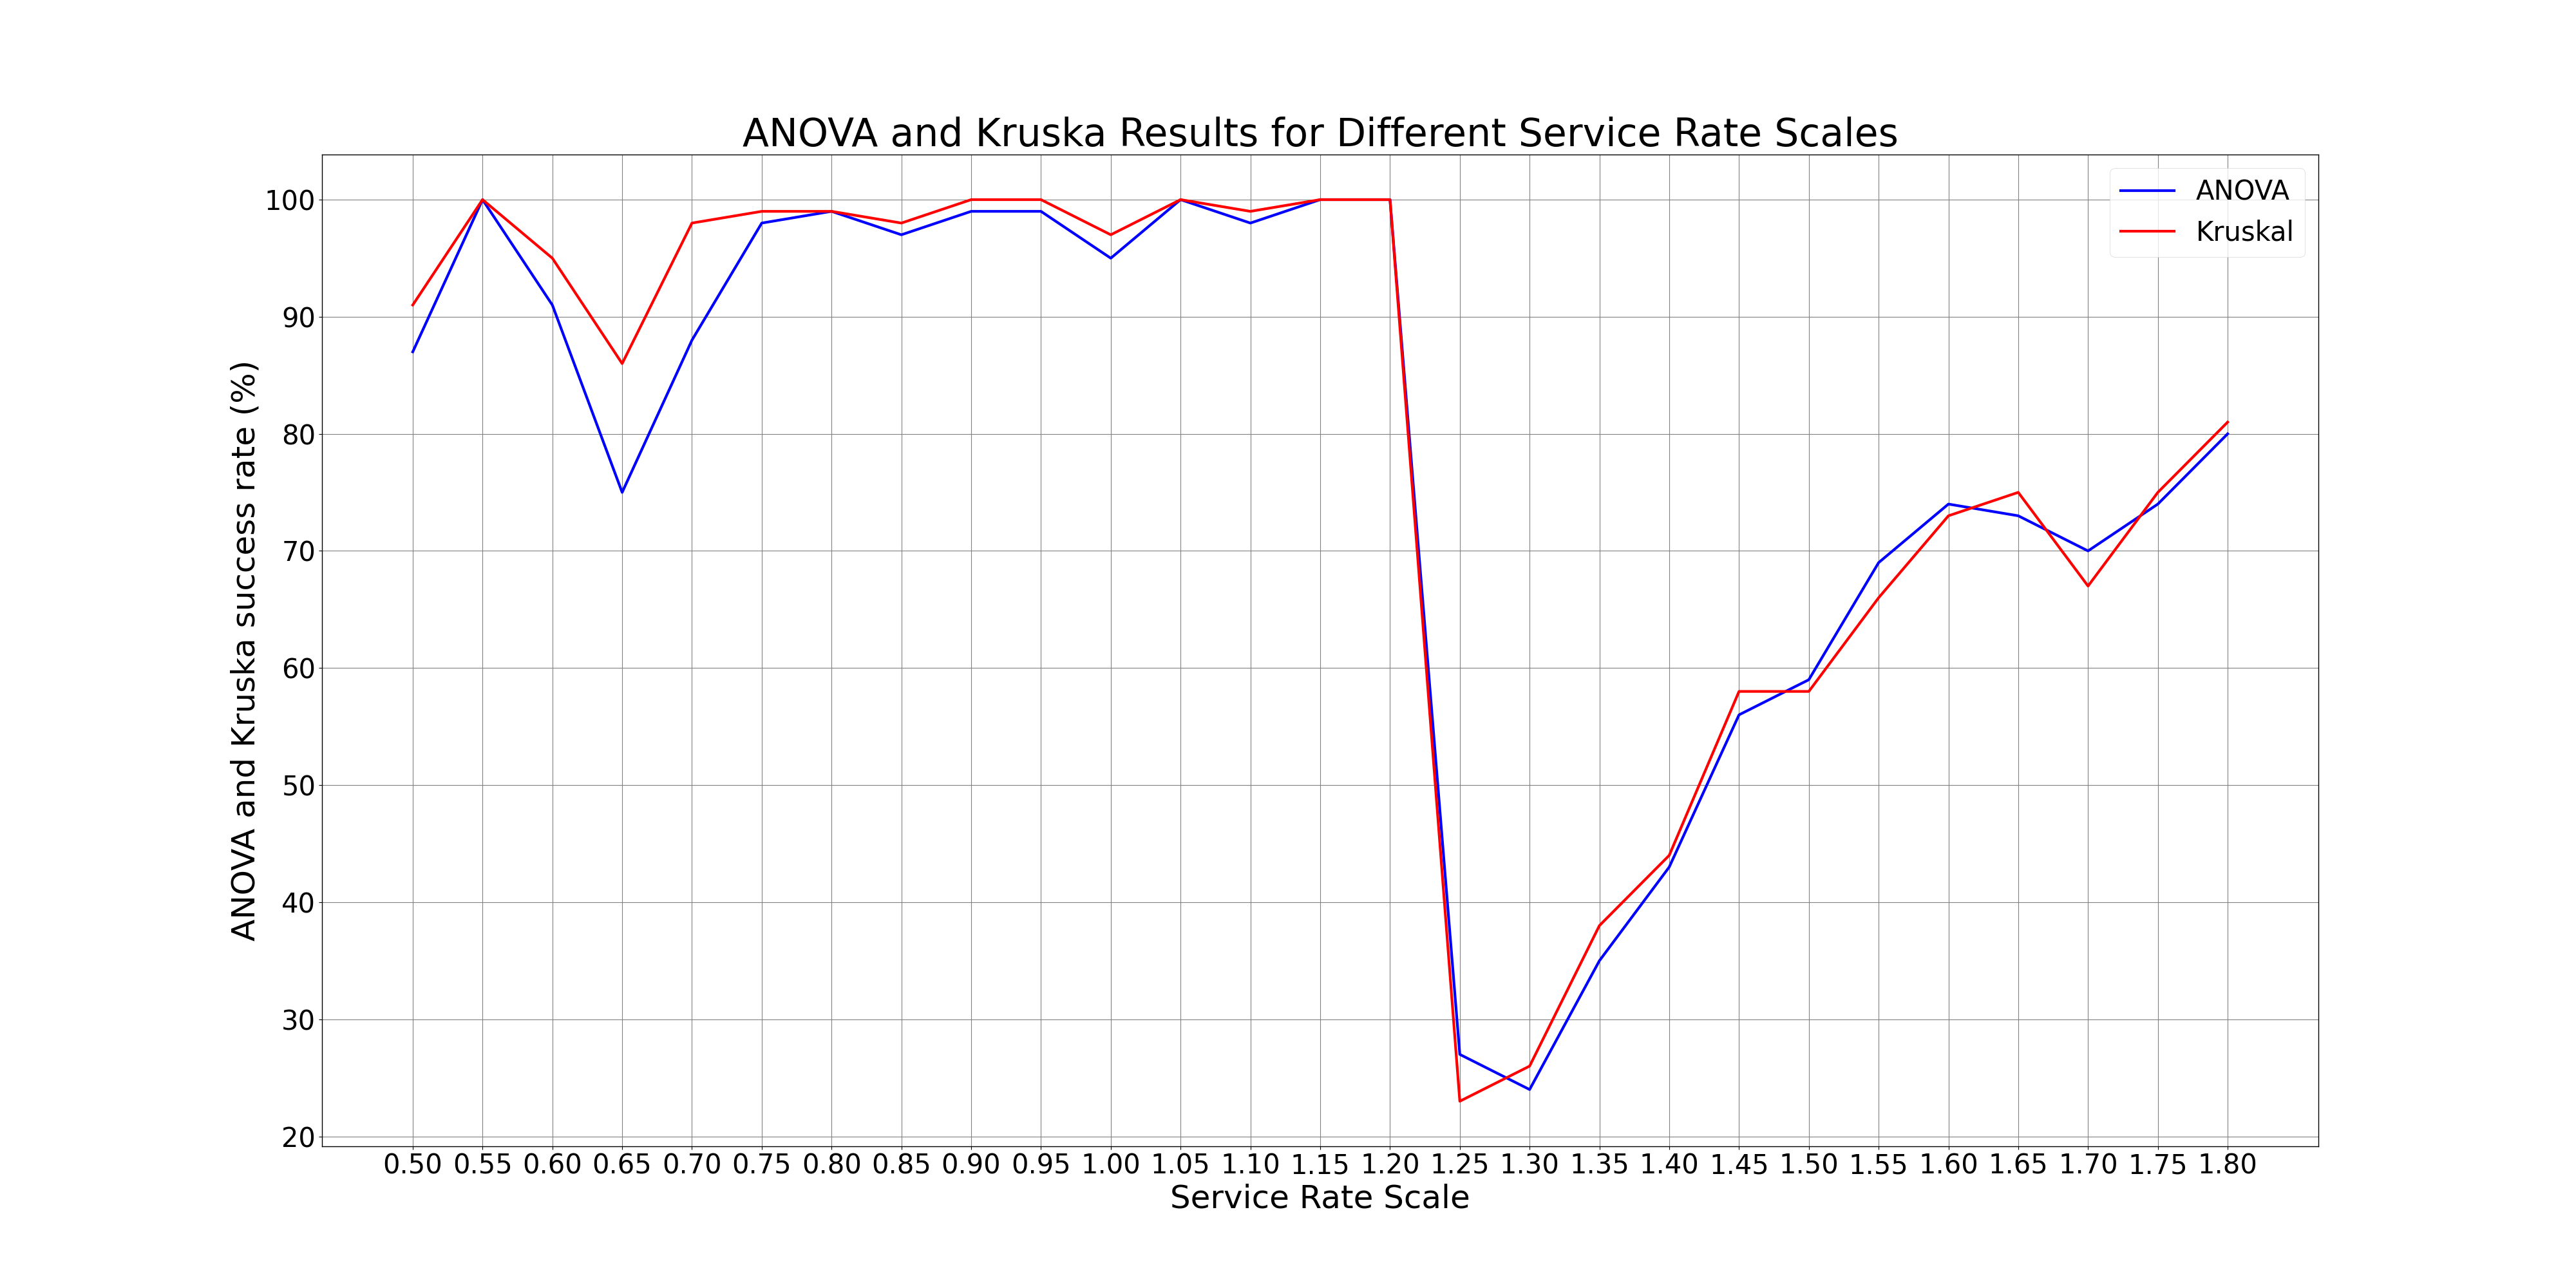 ANOVA and Kruska Results for Different Service Rate Scales
ANOVA
Kruskal
ANOVA and Kruska success rate (%)
100
90
80
70
60
50
40
30
20
0.50 0.55 0.60 0.65 0.70 0.75 0.80 0.85 0.90 0.95 1.00 1.05 1.10 1.15 1.20 1.25 1.30 1.35 1.40 1.45 1.50 1.55 1.60 1.65 1.70 1.75 1.80
Service Rate Scale